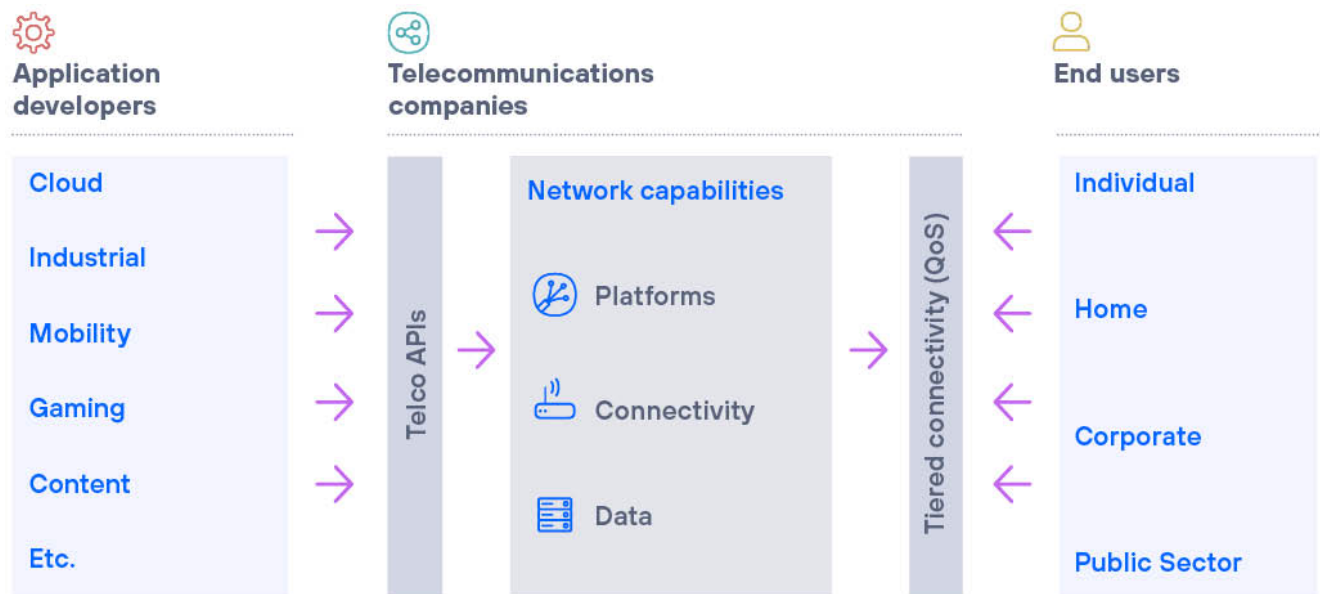 Application
developers
Telecommunications
companies
End users
Cloud
Industrial
Mobility
Gaming
Content
Etc.
Telco APIs
Network capabilities
Platforms
Connectivity
Data
Tiered connectivity (QoS)
Individual
Home
Corporate
Public Sector